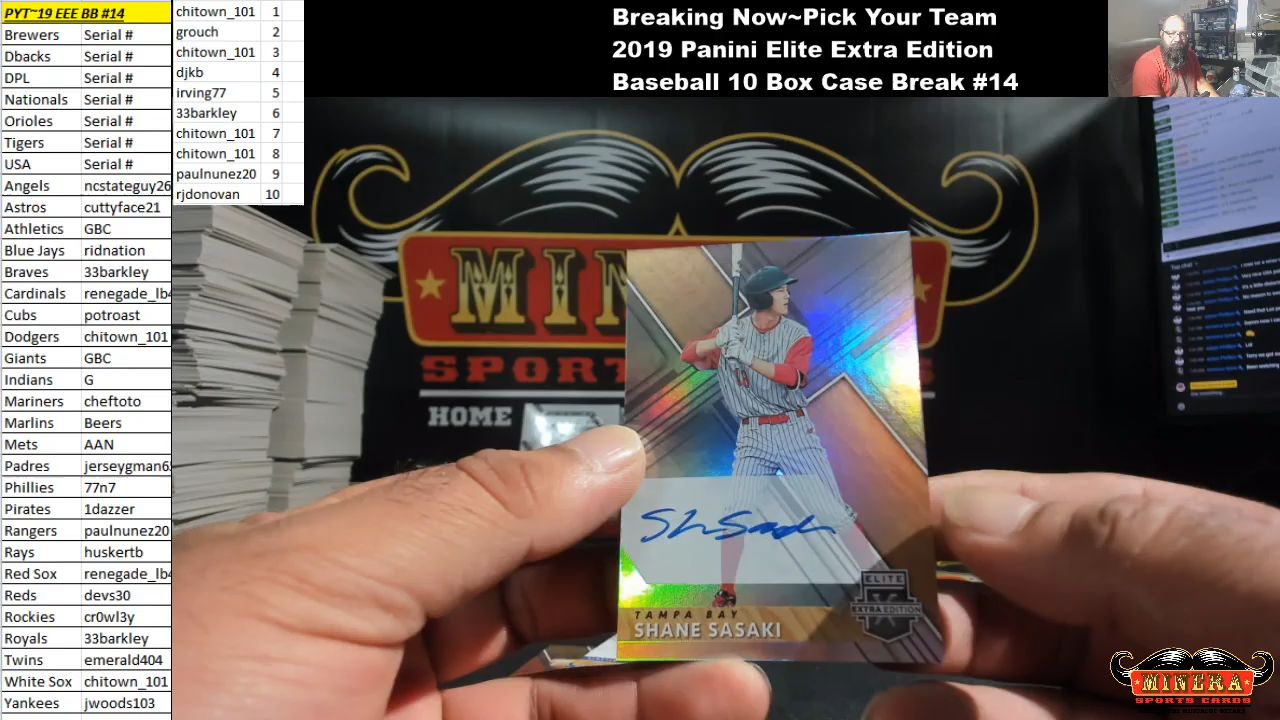 PYT~19 EEE BB #14
Brewers Serial #
Dbacks Serial #
DPL Serial #
Nationals Serial #
Orioles Serial #
Tigers Serial #
USA Serial #
Angels ncstateguy26
Astros cuttyface21
Athletics GBC
Blue Jays ridnation
Braves 33barkley
Cardinals renegade_lb4
Cubs potroast
Dodgers chitown_101
Giants GBC
Indians G
Mariners cheftoto
Marlins Beers
Mets AAN
Padres jerseygman6
Phillies 77n7
Pirates 1dazzer
Rangers paulnunez20
Rays huskertb
Red Sox renegade_lb4
Reds devs30
Rockies cr0wl3y
Royals 33barkley
Twins emerald404
White Sox chitown_101
Yankees jwoods103
chitown_101 1
grouch 2
chitown_101 3
djkb 4
irving77 5
33barkley 6
chitown_101 7
chitown_101 8
paulnunez20 9
rjdonovan 10
Breaking Now~Pick Your Team
2019 Panini Elite Extra Edition
Baseball 10 Box Case Break #14
MIN
SPORT
HOME
ELITE
EXTRA EDITION
TAMPA BAY
SHANE SASAKI
MINERA
SPORTS CARDS